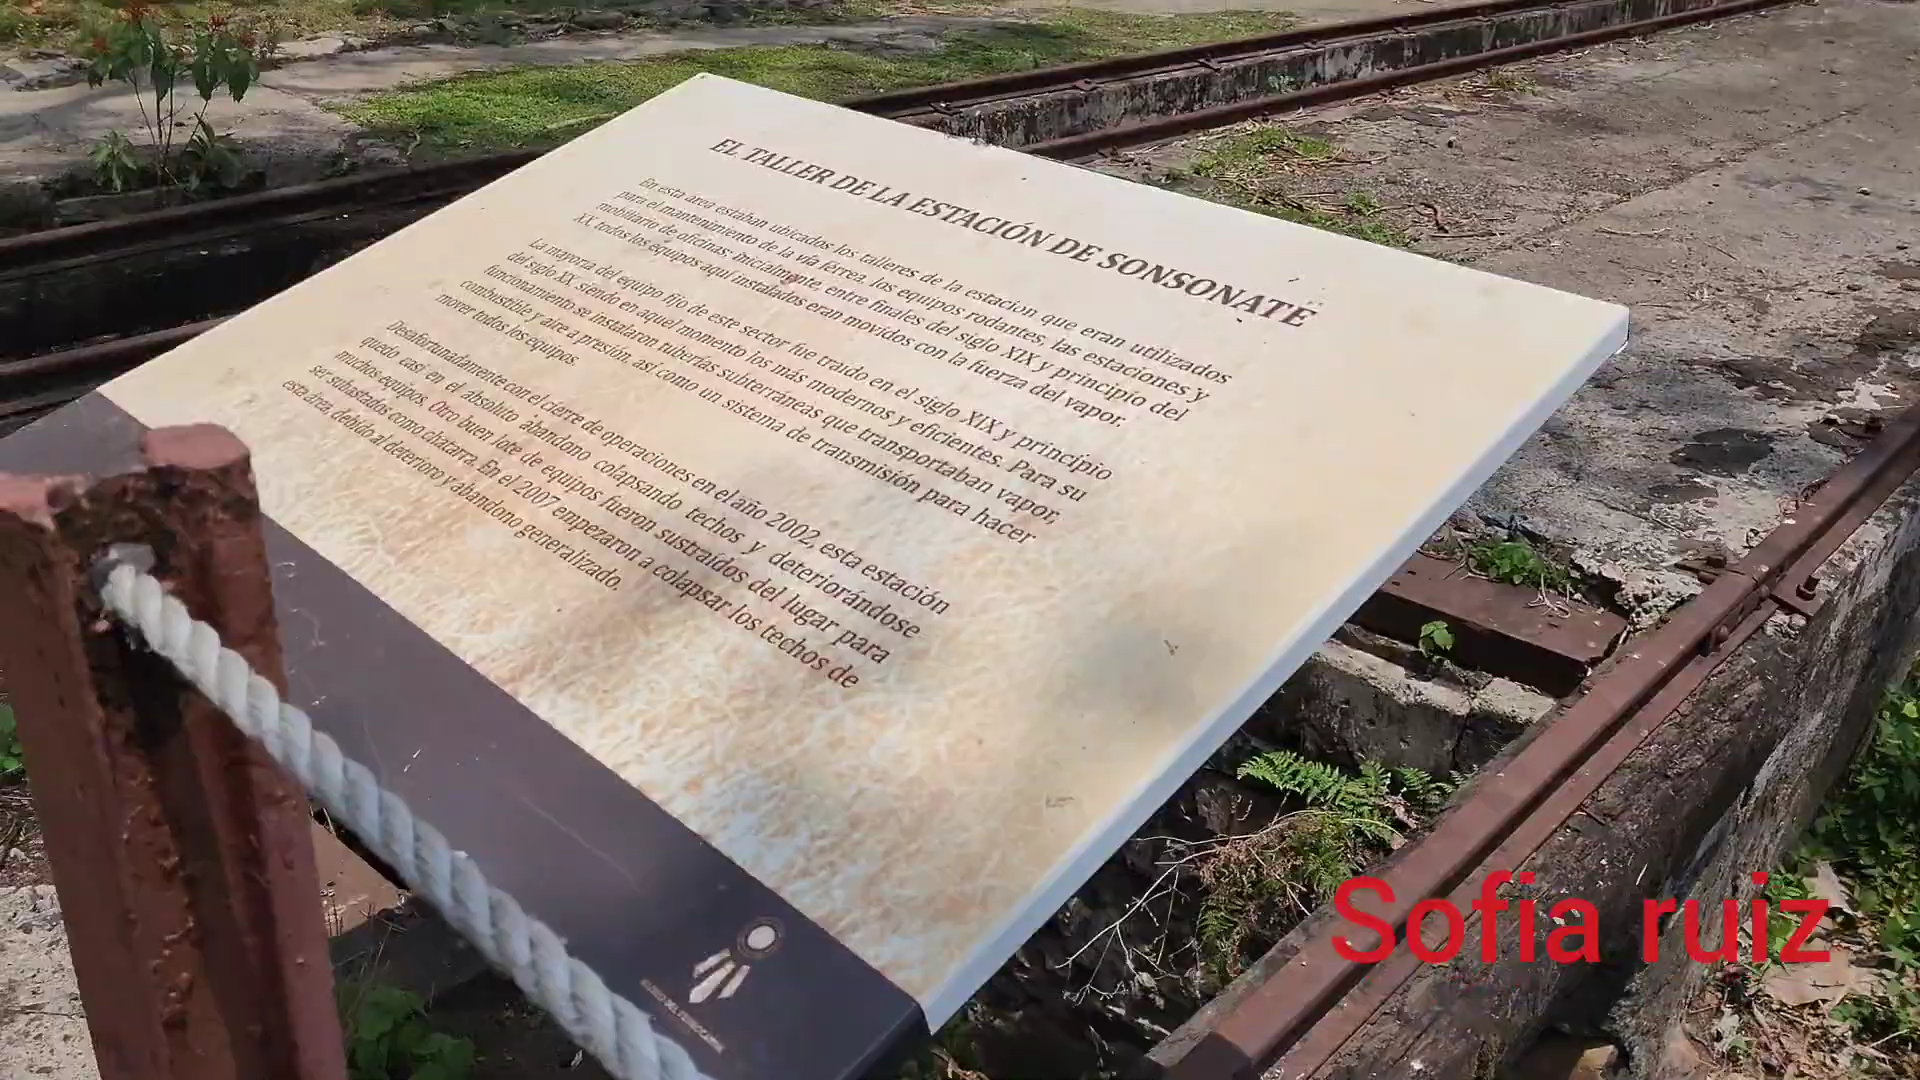 EL TALLER DE LA ESTACIÓN DE SONSONATE
En esta área estaban ubicados los talleres de la estacion que eran utilizados
para el mantenimiento de la vía férrea, los equipos rodantes, las estaciones y
mobiliario de oficinas; inicialmente, entre finales del siglo XIX y principio del
XX, todos los equipos aquí instalados eran movidos con la fuerza del vapor.
La mayoría del equipo fijo de este sector fue traido en el siglo XIX y principio
del siglo XX, siendo en aquel momento los más modernos y eficientes. Para su
funcionamiento se instalaron tuberías subterráneas que transportaban vapor,
combustible y aire a presión, así como un sistema de transmisión para hacer
mover todos los equipos.
Desafortunadamente con el cierre de operaciones en el año 2002, esta estación
quedo casi en el absoluto abandono colapsando techos y deteriorándose
muchos equipos. Otro buen lote de equipos fueron sustraídos del lugar para
ser subastados como chatarra. En el 2007 empezaron a colapsar los techos de
esta área, debido al deterioro y abandono generalizado.
Sofia ruiz